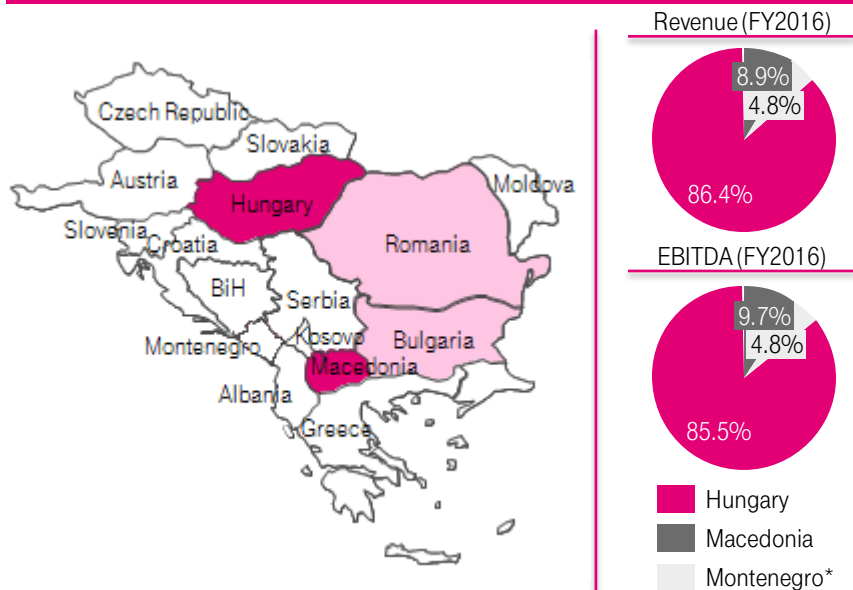 Czech Republic
Slovakia
Austria
Moldova
Hungary
Slovenia
Croatia
Romania
BiH
Serbia
Kosovo
Bulgaria
Montenegro
Macedonia
Albania
Greece
Revenue (FY2016)
8.9%
4.8%
86.4%
EBITDA (FY2016)
9.7%
4.8%
85.5%
Hungary
Macedonia
Montenegro*